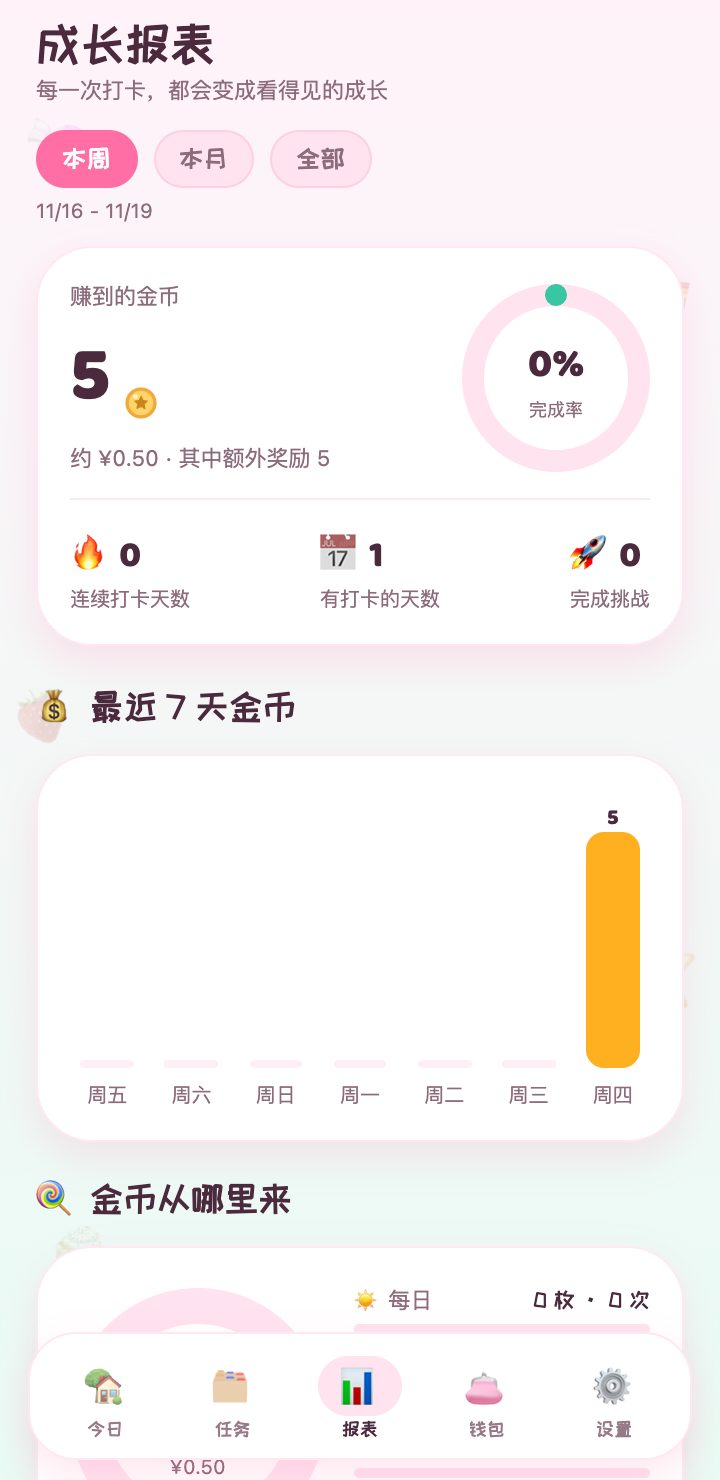 成长报表
每一次打卡，都会变成看得见的成长
本周 本月 全部
11/16 - 11/19
赚到的金币
5
0%
完成率
约 ¥0.50 · 其中额外奖励 5
0
JUL 17 1
0
连续打卡天数 有打卡的天数 完成挑战
最近 7 天金币
5
周五 周六 周日 周一 周二 周三 周四
金币从哪里来
每日 0 枚 · 0 次
今日 任务 报表 钱包 设置
¥0.50